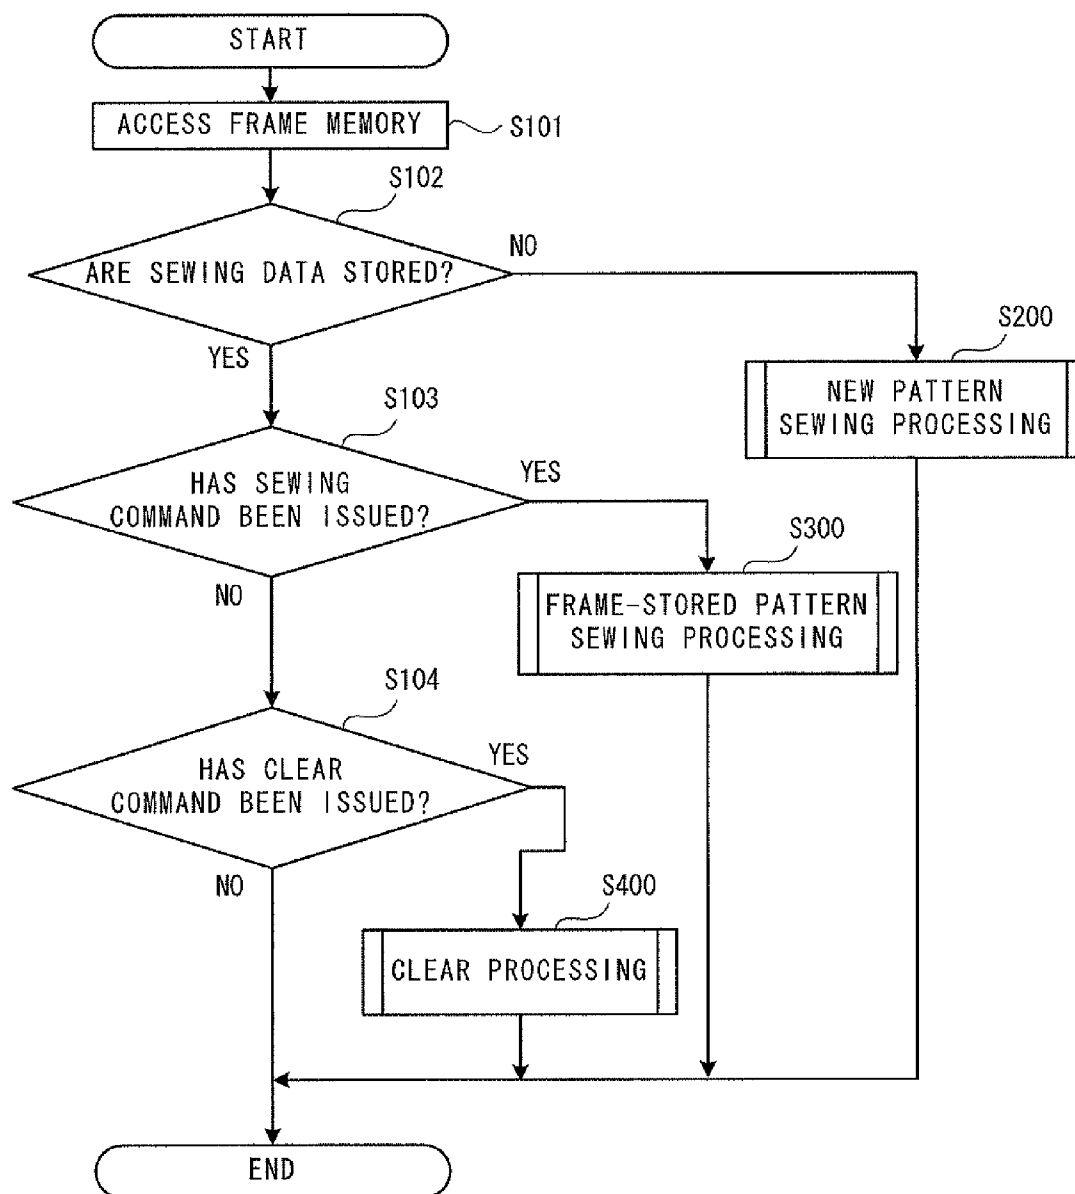 START
ACCESS FRAME MEMORY
S101
S102
ARE SEWING DATA STORED?
NO
YES
S200
NEW PATTERN
SEWING PROCESSING
S103
HAS SEWING
COMMAND BEEN ISSUED?
YES
NO
S300
FRAME-STORED PATTERN
SEWING PROCESSING
S104
HAS CLEAR
COMMAND BEEN ISSUED?
YES
NO
S400
CLEAR PROCESSING
END